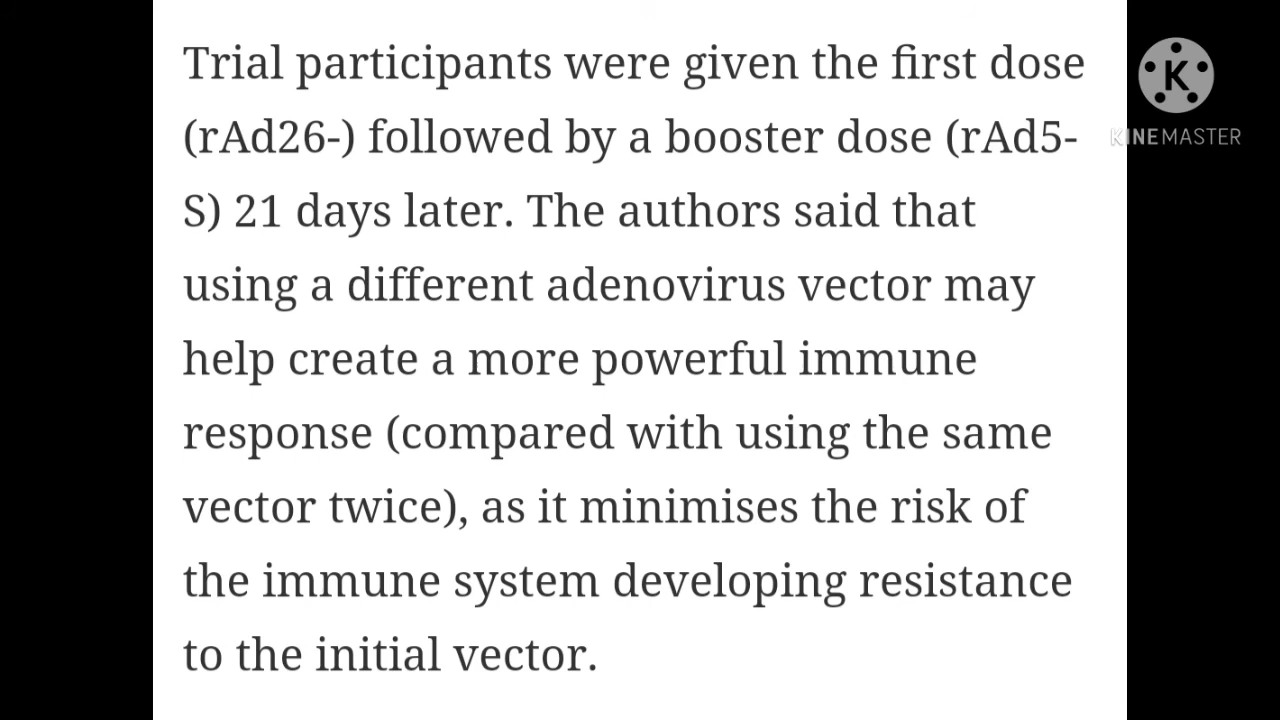 Trial participants were given the first dose
(rAd26-) followed by a booster dose (rAd5-
S) 21 days later. The authors said that
using a different adenovirus vector may
help create a more powerful immune
response (compared with using the same
vector twice), as it minimises the risk of
the immune system developing resistance
to the initial vector.
K
KINEMASTER